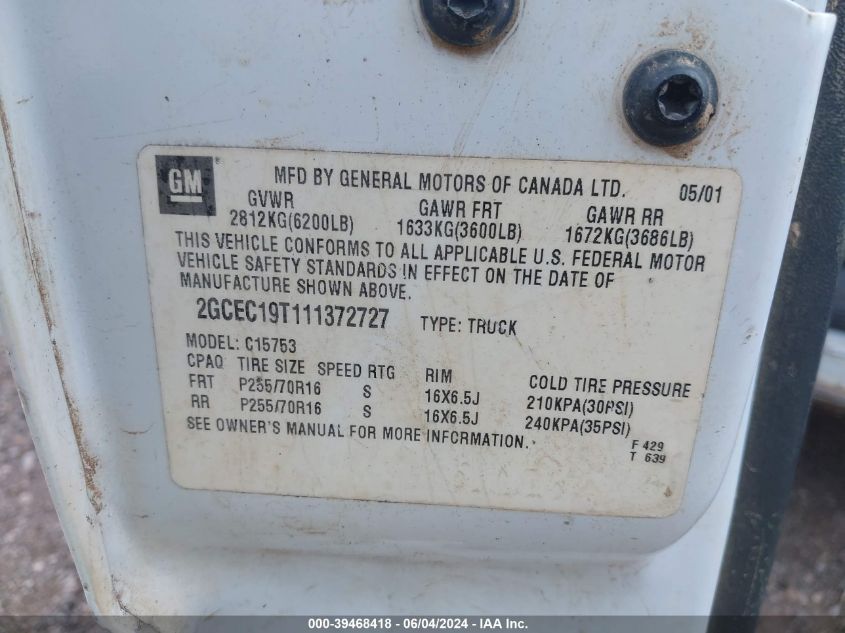 GM
MFD BY GENERAL MOTORS OF CANADA LTD. 05/01
GVWR GAWR FRT GAWR RR
2812KG(6200LB) 1633KG(3600LB) 1672KG(3686LB)
THIS VEHICLE CONFORMS TO ALL APPLICABLE U.S. FEDERAL MOTOR
VEHICLE SAFETY STANDARDS IN EFFECT ON THE DATE OF
MANUFACTURE SHOWN ABOVE.
2GCEC19T111372727 TYPE: TRUCK
MODEL: C15753
CPAQ TIRE SIZE SPEED RTG RIM COLD TIRE PRESSURE
FRT P255/70R16 S 16X6.5J 210KPA(30PSI)
RR P255/70R16 S 16X6.5J 240KPA(35PSI)
SEE OWNER'S MANUAL FOR MORE INFORMATION.
F 429
T 639
000-39468418 - 06/04/2024 - IAA Inc.